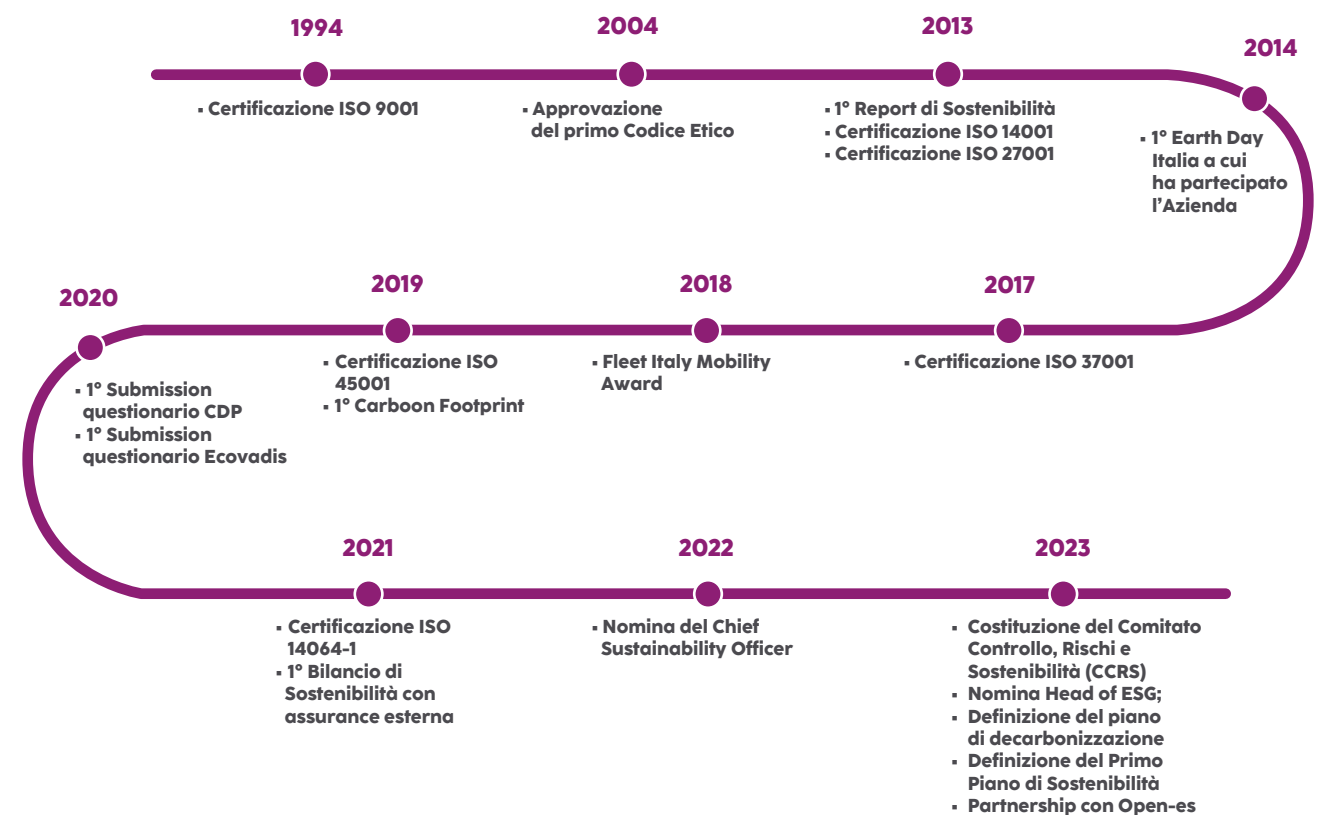 1994
▪ Certificazione ISO 9001
2004
▪ Approvazione
del primo Codice Etico
2013
▪ 1° Report di Sostenibilità
▪ Certificazione ISO 14001
▪ Certificazione ISO 27001
2014
▪ 1° Earth Day
Italia a cui
ha partecipato
l’Azienda
2017
▪ Certificazione ISO 37001
2018
▪ Fleet Italy Mobility
Award
2019
▪ Certificazione ISO
45001
▪ 1° Carboon Footprint
2020
▪ 1° Submission
questionario CDP
▪ 1° Submission
questionario Ecovadis
2021
▪ Certificazione ISO
14064-1
▪ 1° Bilancio di
Sostenibilità con
assurance esterna
2022
▪ Nomina del Chief
Sustainability Officer
2023
▪ Costituzione del Comitato
Controllo, Rischi e
Sostenibilità (CCRS)
▪ Nomina Head of ESG;
▪ Definizione del piano
di decarbonizzazione
▪ Definizione del Primo
Piano di Sostenibilità
▪ Partnership con Open-es